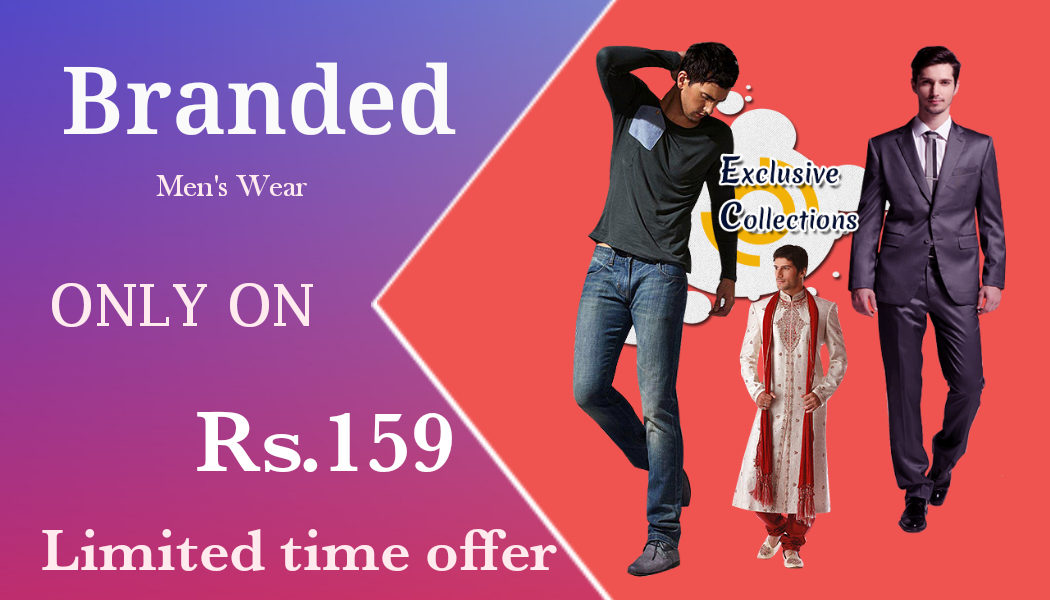 Branded
Men's Wear
ONLY ON
Rs.159
Limited time offer
Exclusive
Collections